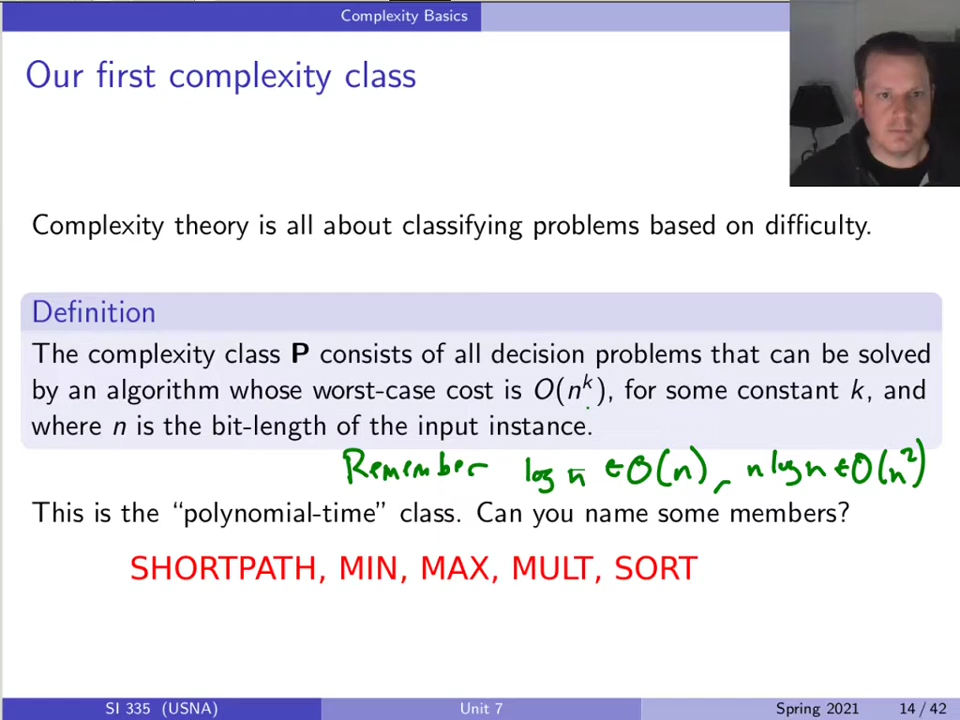 Complexity Basics
Our first complexity class
Complexity theory is all about classifying problems based on difficulty.
Definition
The complexity class P consists of all decision problems that can be solved
by an algorithm whose worst-case cost is O(n^k), for some constant k, and
where n is the bit-length of the input instance.
Remember log n ∈ O(n), n log n ∈ O(n²)
This is the “polynomial-time” class. Can you name some members?
SHORTPATH, MIN, MAX, MULT, SORT
SI 335 (USNA) Unit 7 Spring 2021 14 / 42